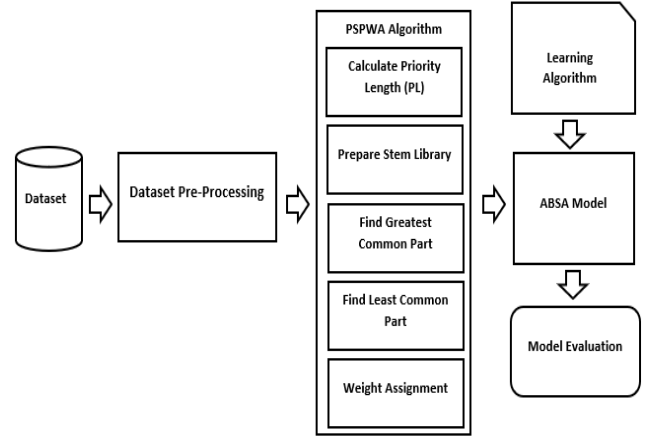 Dataset
Dataset Pre-Processing
PSPWA Algorithm
Calculate Priority
Length (PL)
Prepare Stem Library
Find Greatest
Common Part
Find Least Common
Part
Weight Assignment
Learning
Algorithm
ABSA Model
Model Evaluation